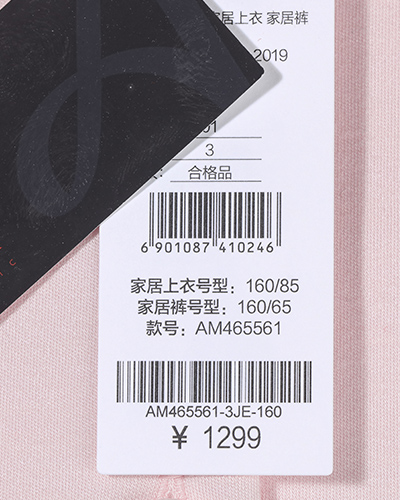 家居上衣 家居裤
2019
01
3
合格品
6 901087 410246
家居上衣号型：160/85
家居裤号型：160/65
款号：AM465561
AM465561-3JE-160
¥ 1299